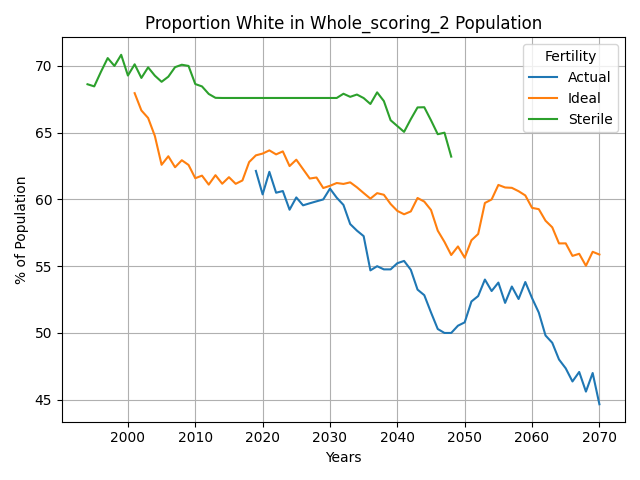 Proportion White in Whole_scoring_2 Population
Fertility
Actual
Ideal
Sterile
% of Population
70
65
60
55
50
45
2000 2010 2020 2030 2040 2050 2060 2070
Years